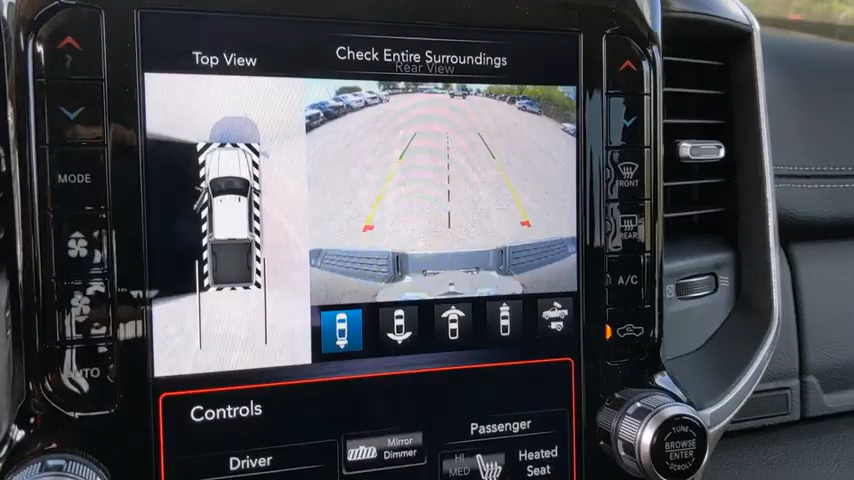 Top View
Check Entire Surroundings
Rear View
MODE
FRONT
REAR
A/C
AUTO
Controls
Driver
Mirror
Dimmer
Passenger
HI
MED
Heated
Seat
TUNE
BROWSE
ENTER
SCROLL